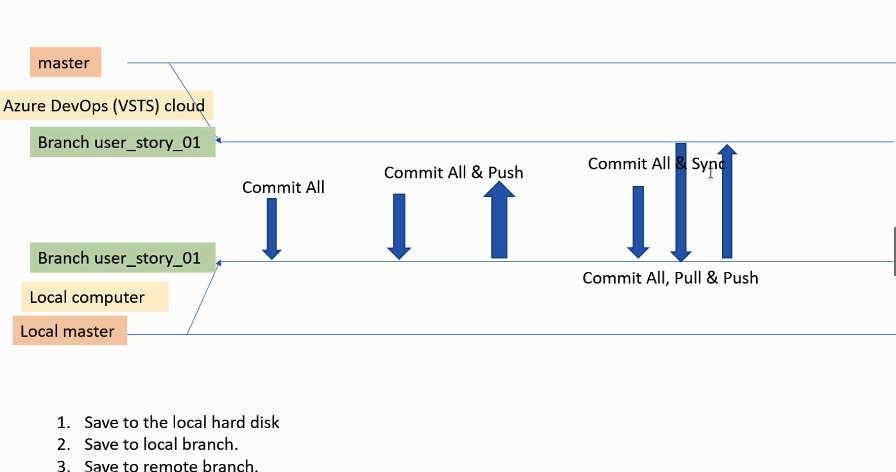 master
Azure DevOps (VSTS) cloud
Branch user_story_01
Commit All
Commit All & Push
Commit All & Sync
Branch user_story_01
Commit All, Pull & Push
Local computer
Local master
1. Save to the local hard disk
2. Save to local branch.
3. Save to remote branch.